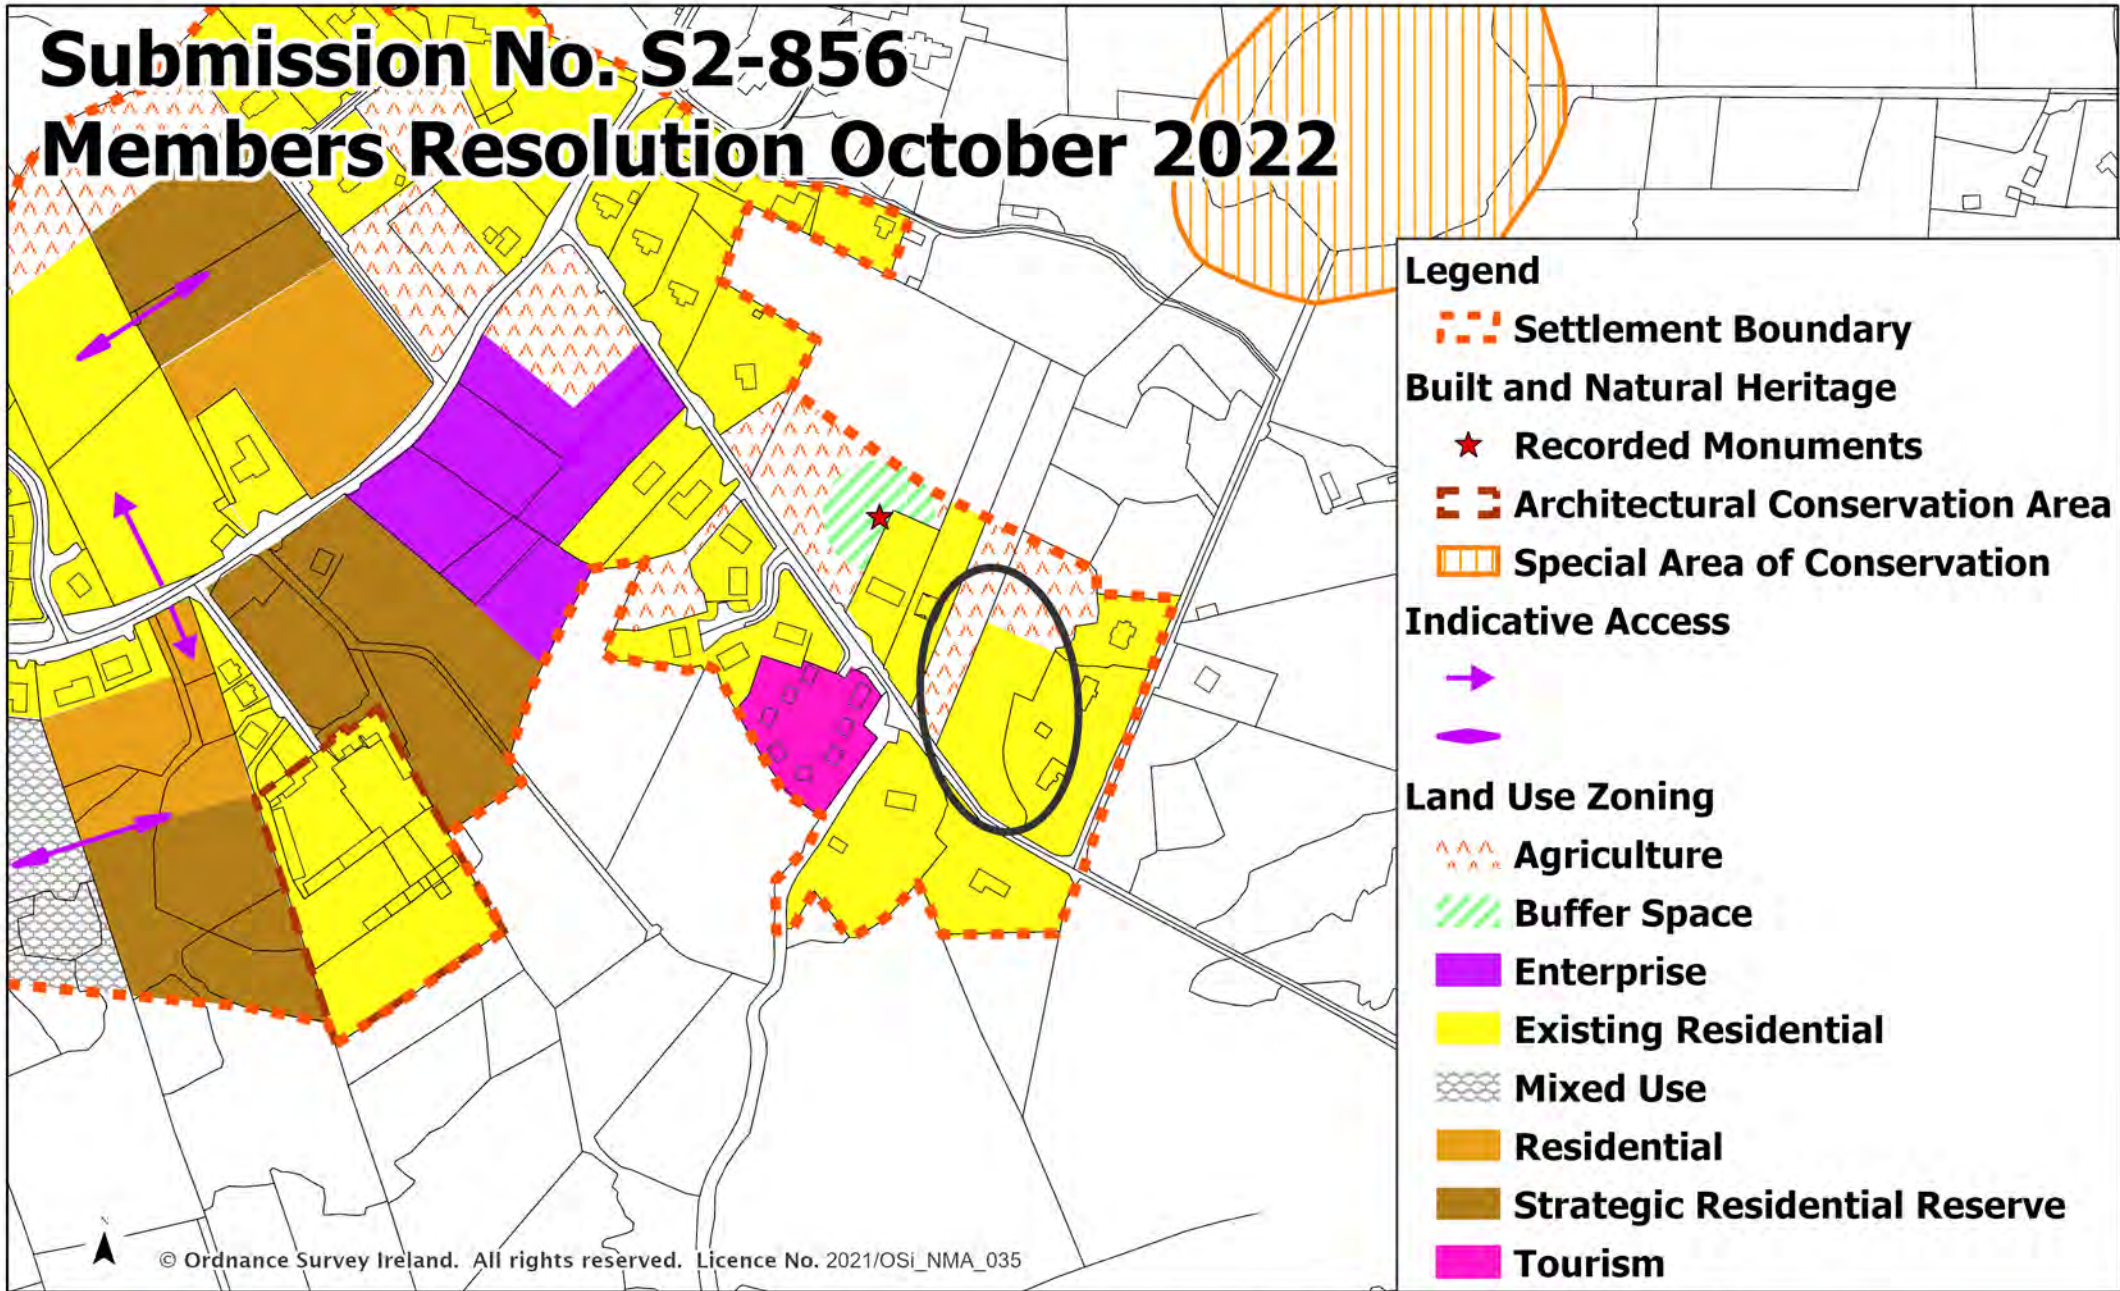 Submission No. S2-856
Members Resolution October 2022
Legend
Settlement Boundary
Built and Natural Heritage
Recorded Monuments
Architectural Conservation Area
Special Area of Conservation
Indicative Access
Land Use Zoning
Agriculture
Buffer Space
Enterprise
Existing Residential
Mixed Use
Residential
Strategic Residential Reserve
Tourism
N
© Ordnance Survey Ireland. All rights reserved. Licence No. 2021/OSi_NMA_035